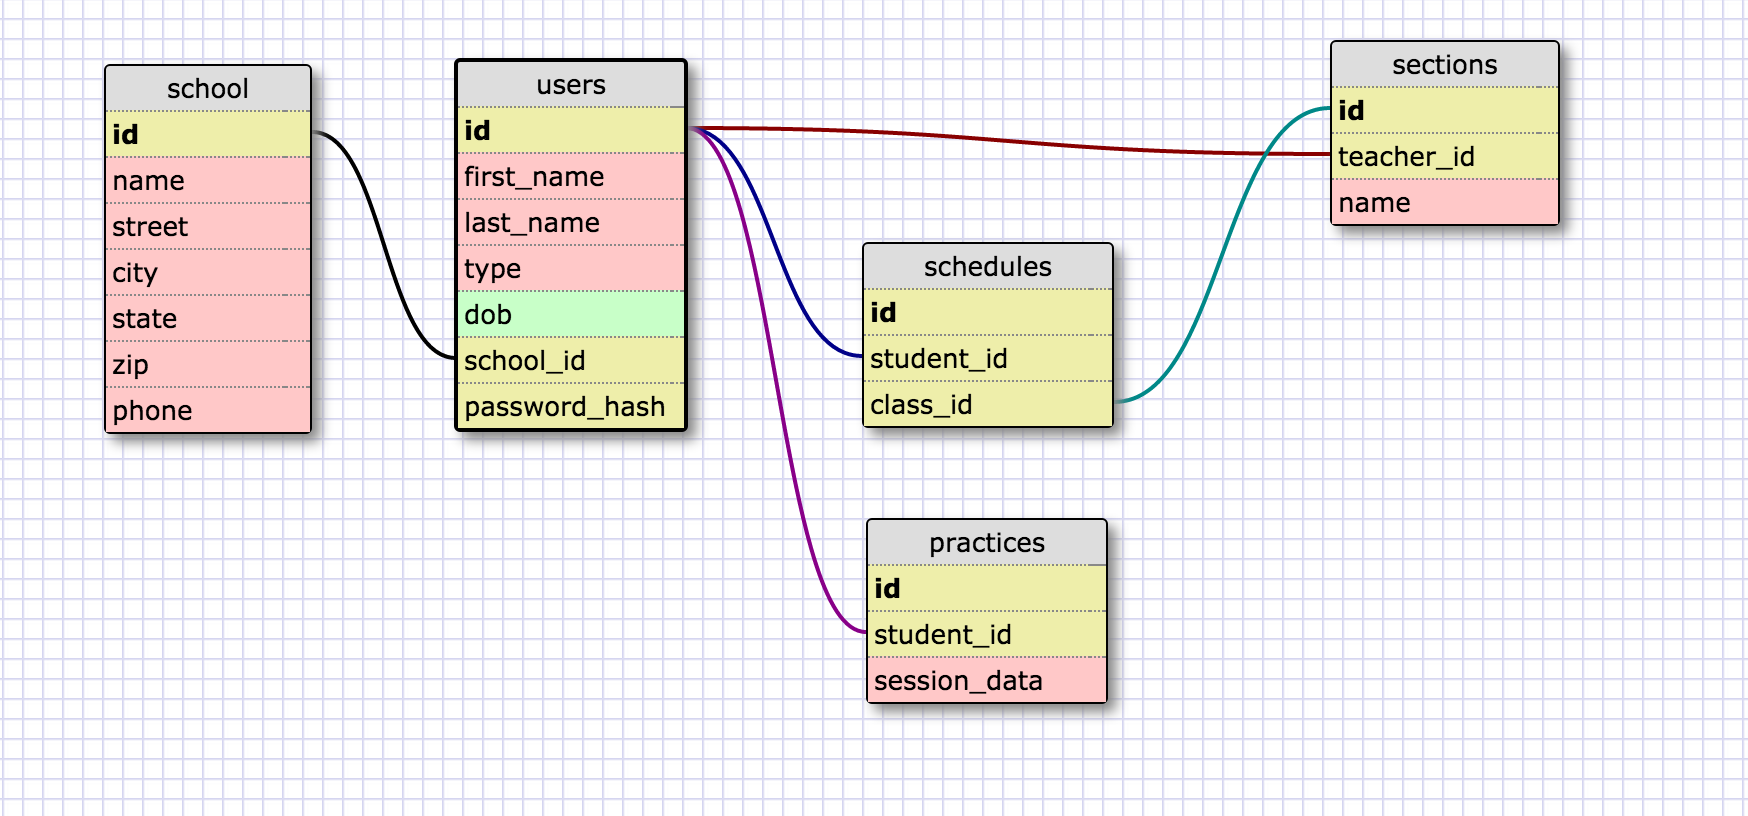 school
id
name
street
city
state
zip
phone
users
id
first_name
last_name
type
dob
school_id
password_hash
schedules
id
student_id
class_id
practices
id
student_id
session_data
sections
id
teacher_id
name